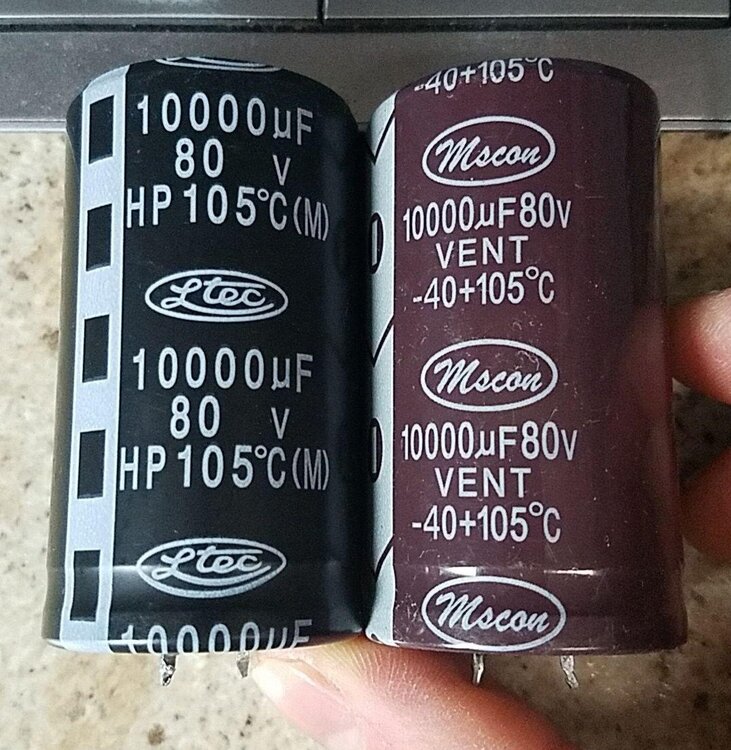 10000µF
80 V
HP 105°C(M)
Ltec
10000µF
80 V
HP 105°C(M)
Ltec
10000µF
-40+105°C
Mscon
10000µF80V
VENT
-40+105°C
Mscon
10000µF80V
VENT
-40+105°C
Mscon